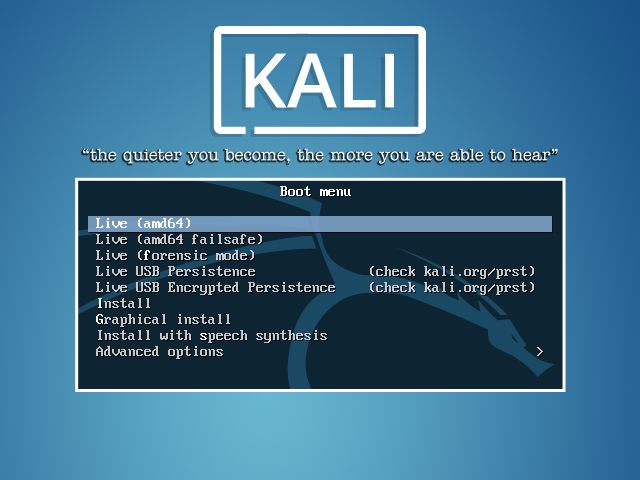 KALI
“the quieter you become, the more you are able to hear”
Boot menu
Live (amd64)
Live (amd64 failsafe)
Live (forensic mode)
Live USB Persistence (check kali.org/prst)
Live USB Encrypted Persistence (check kali.org/prst)
Install
Graphical install
Install with speech synthesis
Advanced options >